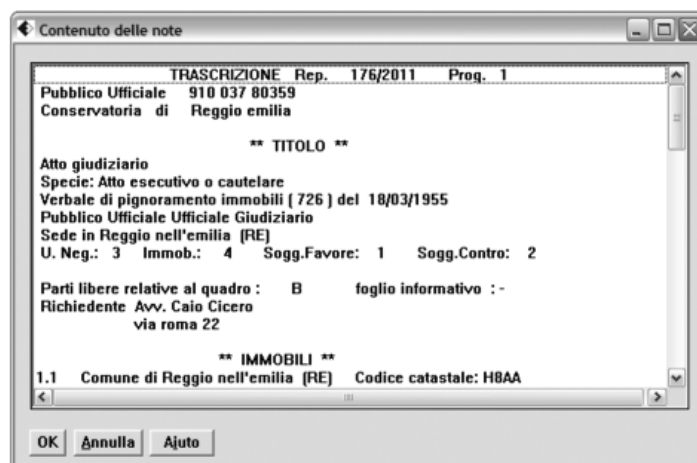 Contenuto delle note
TRASCRIZIONE Rep. 176/2011 Prog. 1
Pubblico Ufficiale 910 037 80359
Conservatoria di Reggio emilia
** TITOLO **
Atto giudiziario
Specie: Atto esecutivo o cautelare
Verbale di pignoramento immobili ( 726 ) del 18/03/1955
Pubblico Ufficiale Ufficiale Giudiziario
Sede in Reggio nell'emilia (RE)
U. Neg.: 3 Immob.: 4 Sogg.Favore: 1 Sogg.Contro: 2
Parti libere relative al quadro : B foglio informativo : -
Richiedente Avv. Caio Cicero
via roma 22
** IMMOBILI **
1.1 Comune di Reggio nell'emilia (RE) Codice catastale: H8AA
OK Annulla Ajuto